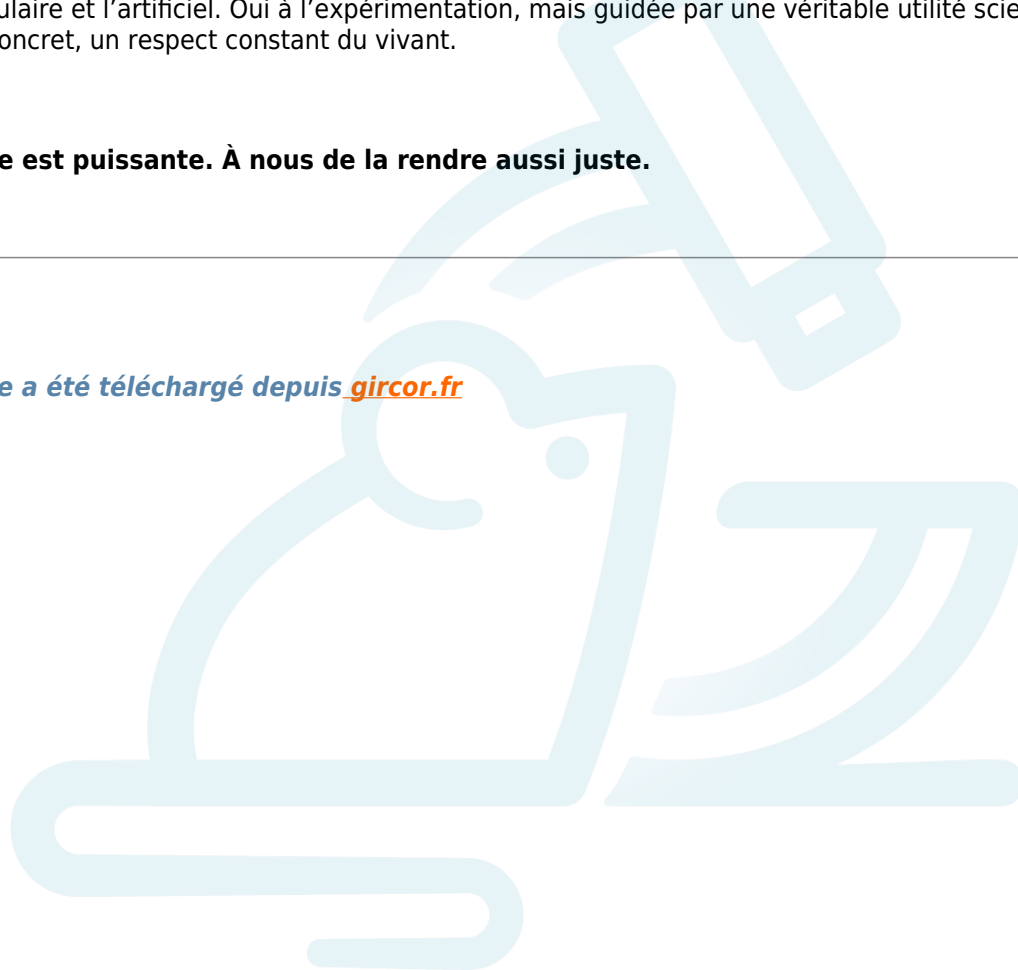 ulaire et l’artificiel. Oui à l’expérimentation, mais guidée par une véritable utilité scie
oncret, un respect constant du vivant.
e est puissante. À nous de la rendre aussi juste.
e a été téléchargé depuis gircor.fr